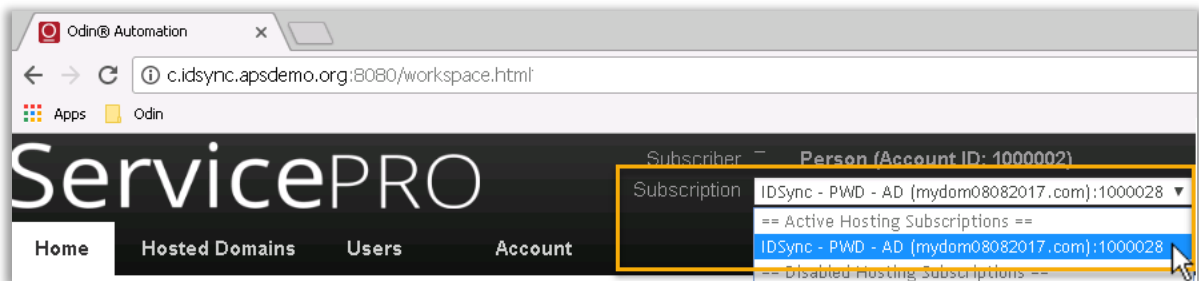 Odin® Automation
c.idsync.apsdemo.org:8080/workspace.html
Apps Odin
ServicePRO
Subscriber Person (Account ID: 1000002)
Subscription IDSync - PWD - AD (mydom08082017.com):1000028
== Active Hosting Subscriptions ==
Home Hosted Domains Users Account IDSync - PWD - AD (mydom08082017.com):1000028
== Disabled Hosting Subscriptions ==